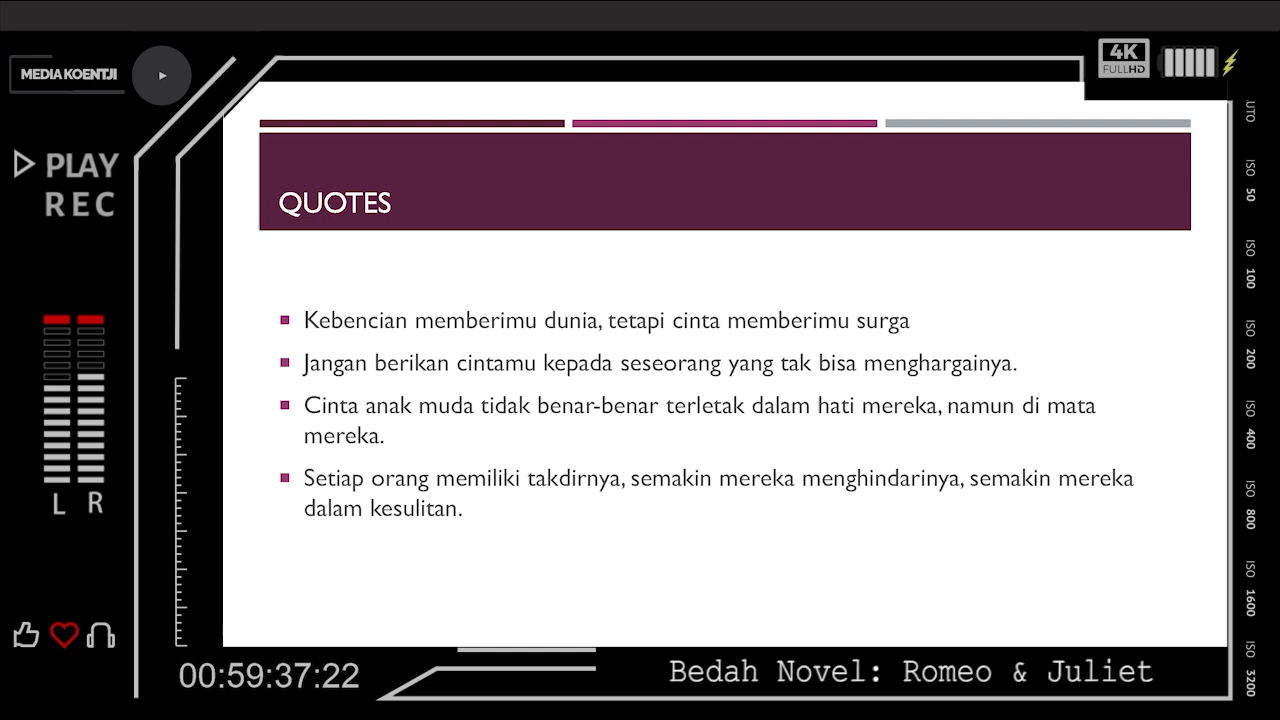 MEDIA KOENTJI
4K
FULL HD
PLAY
REC
QUOTES
Kebencian memberimu dunia, tetapi cinta memberimu surga
Jangan berikan cintamu kepada seseorang yang tak bisa menghargainya.
Cinta anak muda tidak benar-benar terletak dalam hati mereka, namun di mata
mereka.
Setiap orang memiliki takdirnya, semakin mereka menghindarinya, semakin mereka
dalam kesulitan.
L R
UTO
ISO 50
ISO 100
ISO 200
ISO 400
ISO 800
ISO 1600
ISO 3200
00:59:37:22
Bedah Novel: Romeo & Juliet